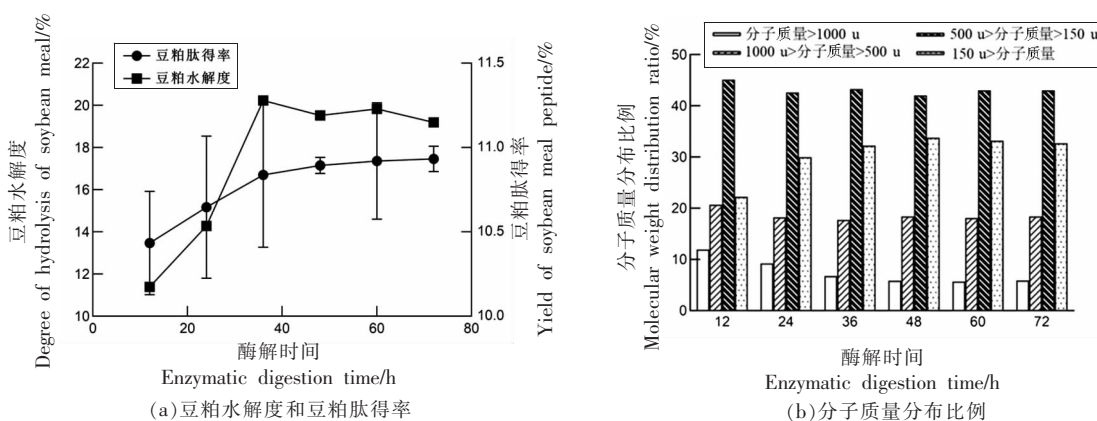 豆粕水解度
Degree of hydrolysis of soybean meal/%
22
20
18
16
14
12
10
豆粕肽得率
豆粕水解度
11.5
11.0
10.5
10.0
豆粕肽得率
Yield of soybean meal peptide/%
0 20 40 60 80
酶解时间
Enzymatic digestion time/h
(a)豆粕水解度和豆粕肽得率
分子质量>1000 u 500 u>分子质量>150 u
1000 u>分子质量>500 u 150 u>分子质量
分子质量分布比例
Molecular weight distribution ratio/%
50
40
30
20
10
0
12 24 36 48 60 72
酶解时间
Enzymatic digestion time/h
(b)分子质量分布比例